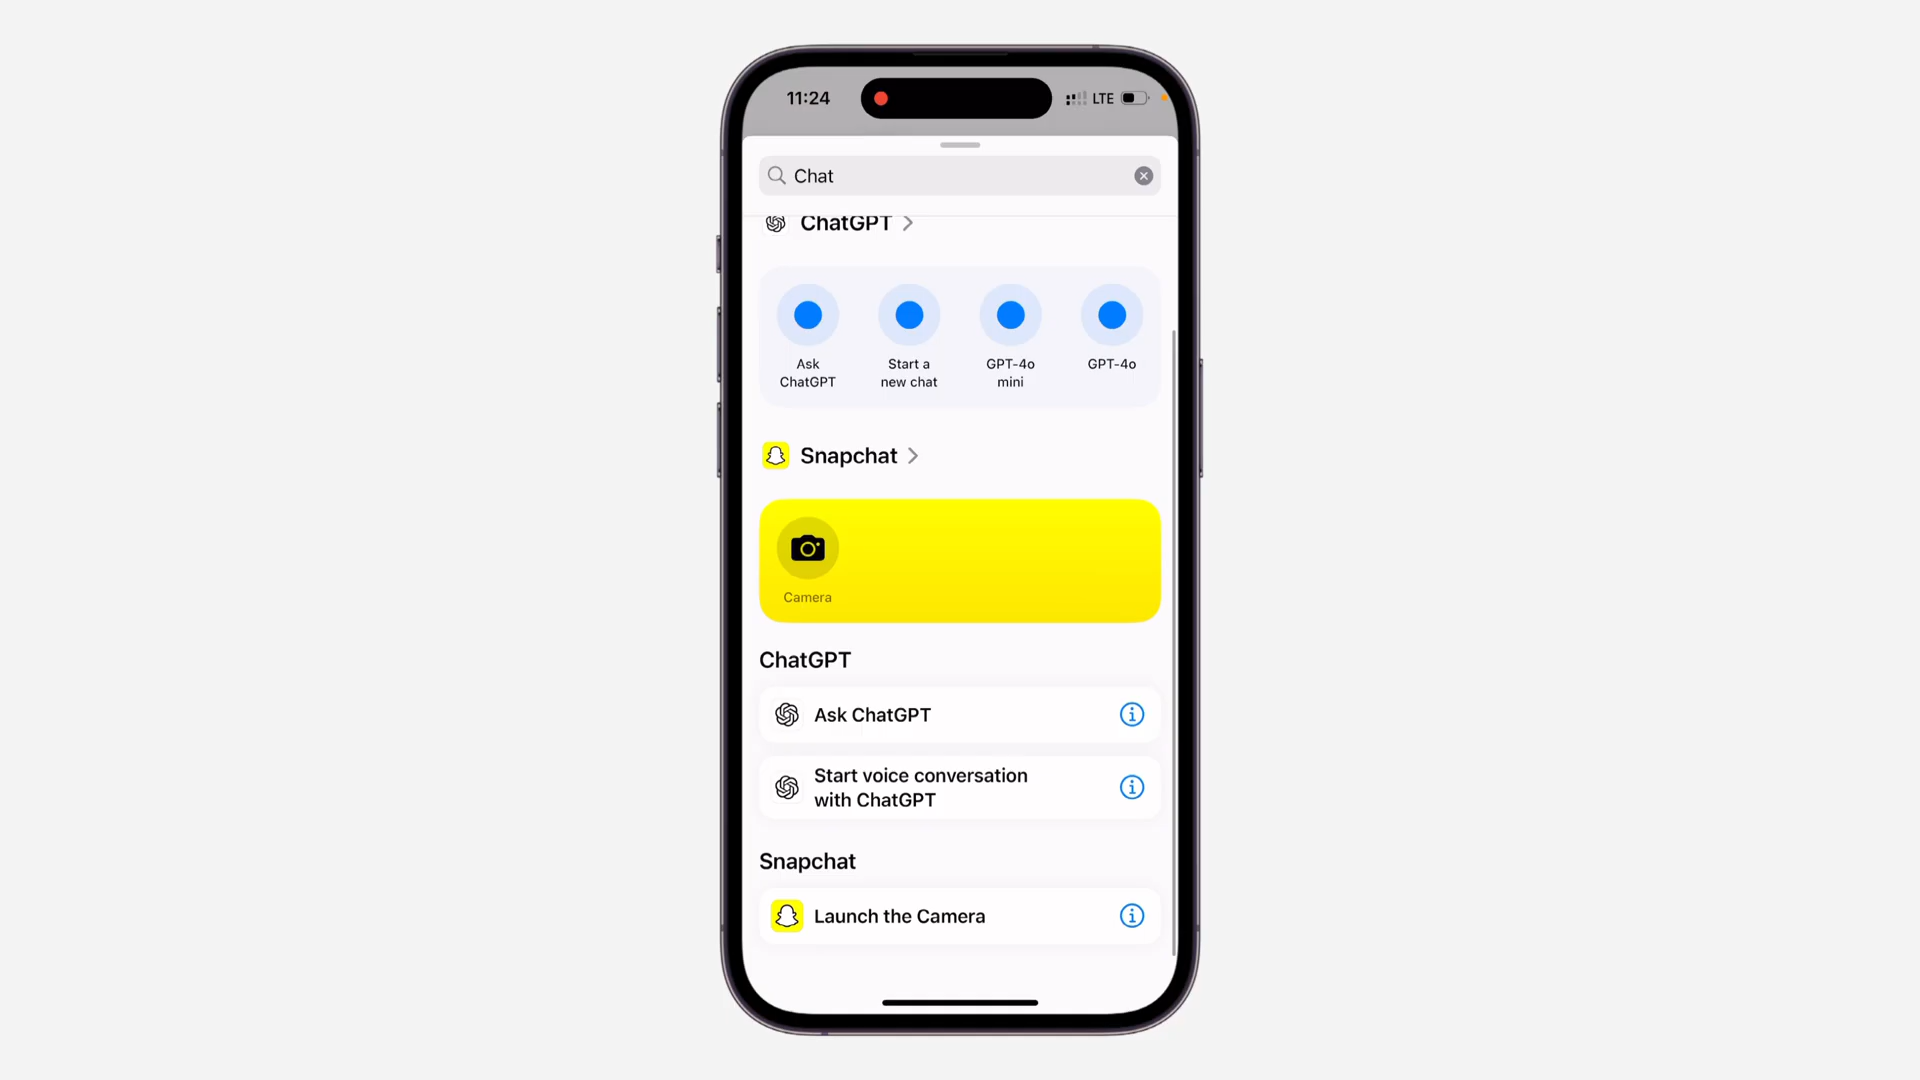 11:24
LTE
Chat
ChatGPT
Ask
ChatGPT
Start a
new chat
GPT-4o
mini
GPT-4o
Snapchat
Camera
ChatGPT
Ask ChatGPT
Start voice conversation
with ChatGPT
Snapchat
Launch the Camera